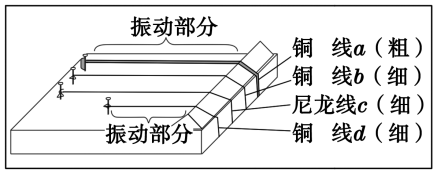 振动部分
铜 线a(粗)
铜 线b(细)
尼龙线c(细)
振动部分
铜 线d(细)